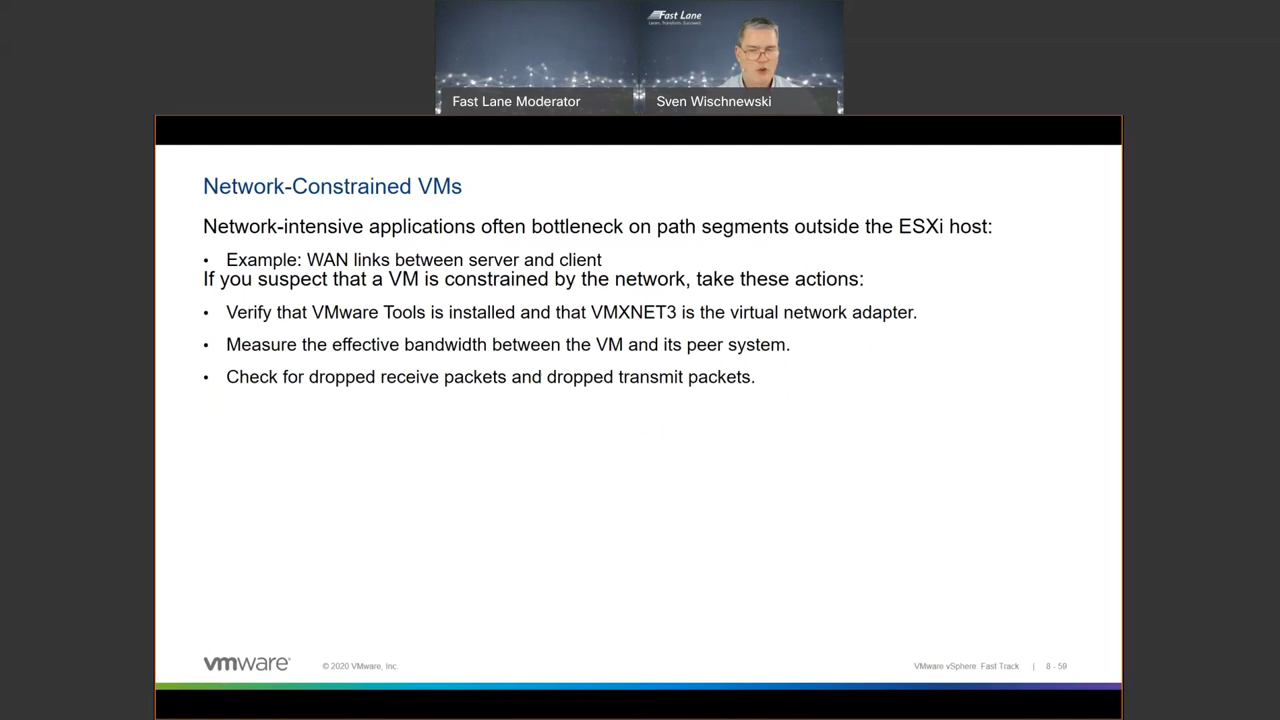 Fast Lane
Fast Lane Moderator
Sven Wischnewski
Network-Constrained VMs
Network-intensive applications often bottleneck on path segments outside the ESXi host:
• Example: WAN links between server and client
If you suspect that a VM is constrained by the network, take these actions:
• Verify that VMware Tools is installed and that VMXNET3 is the virtual network adapter.
• Measure the effective bandwidth between the VM and its peer system.
• Check for dropped receive packets and dropped transmit packets.
vmware®
© 2020 VMware, Inc.
VMware vSphere: Fast Track | 8 - 59